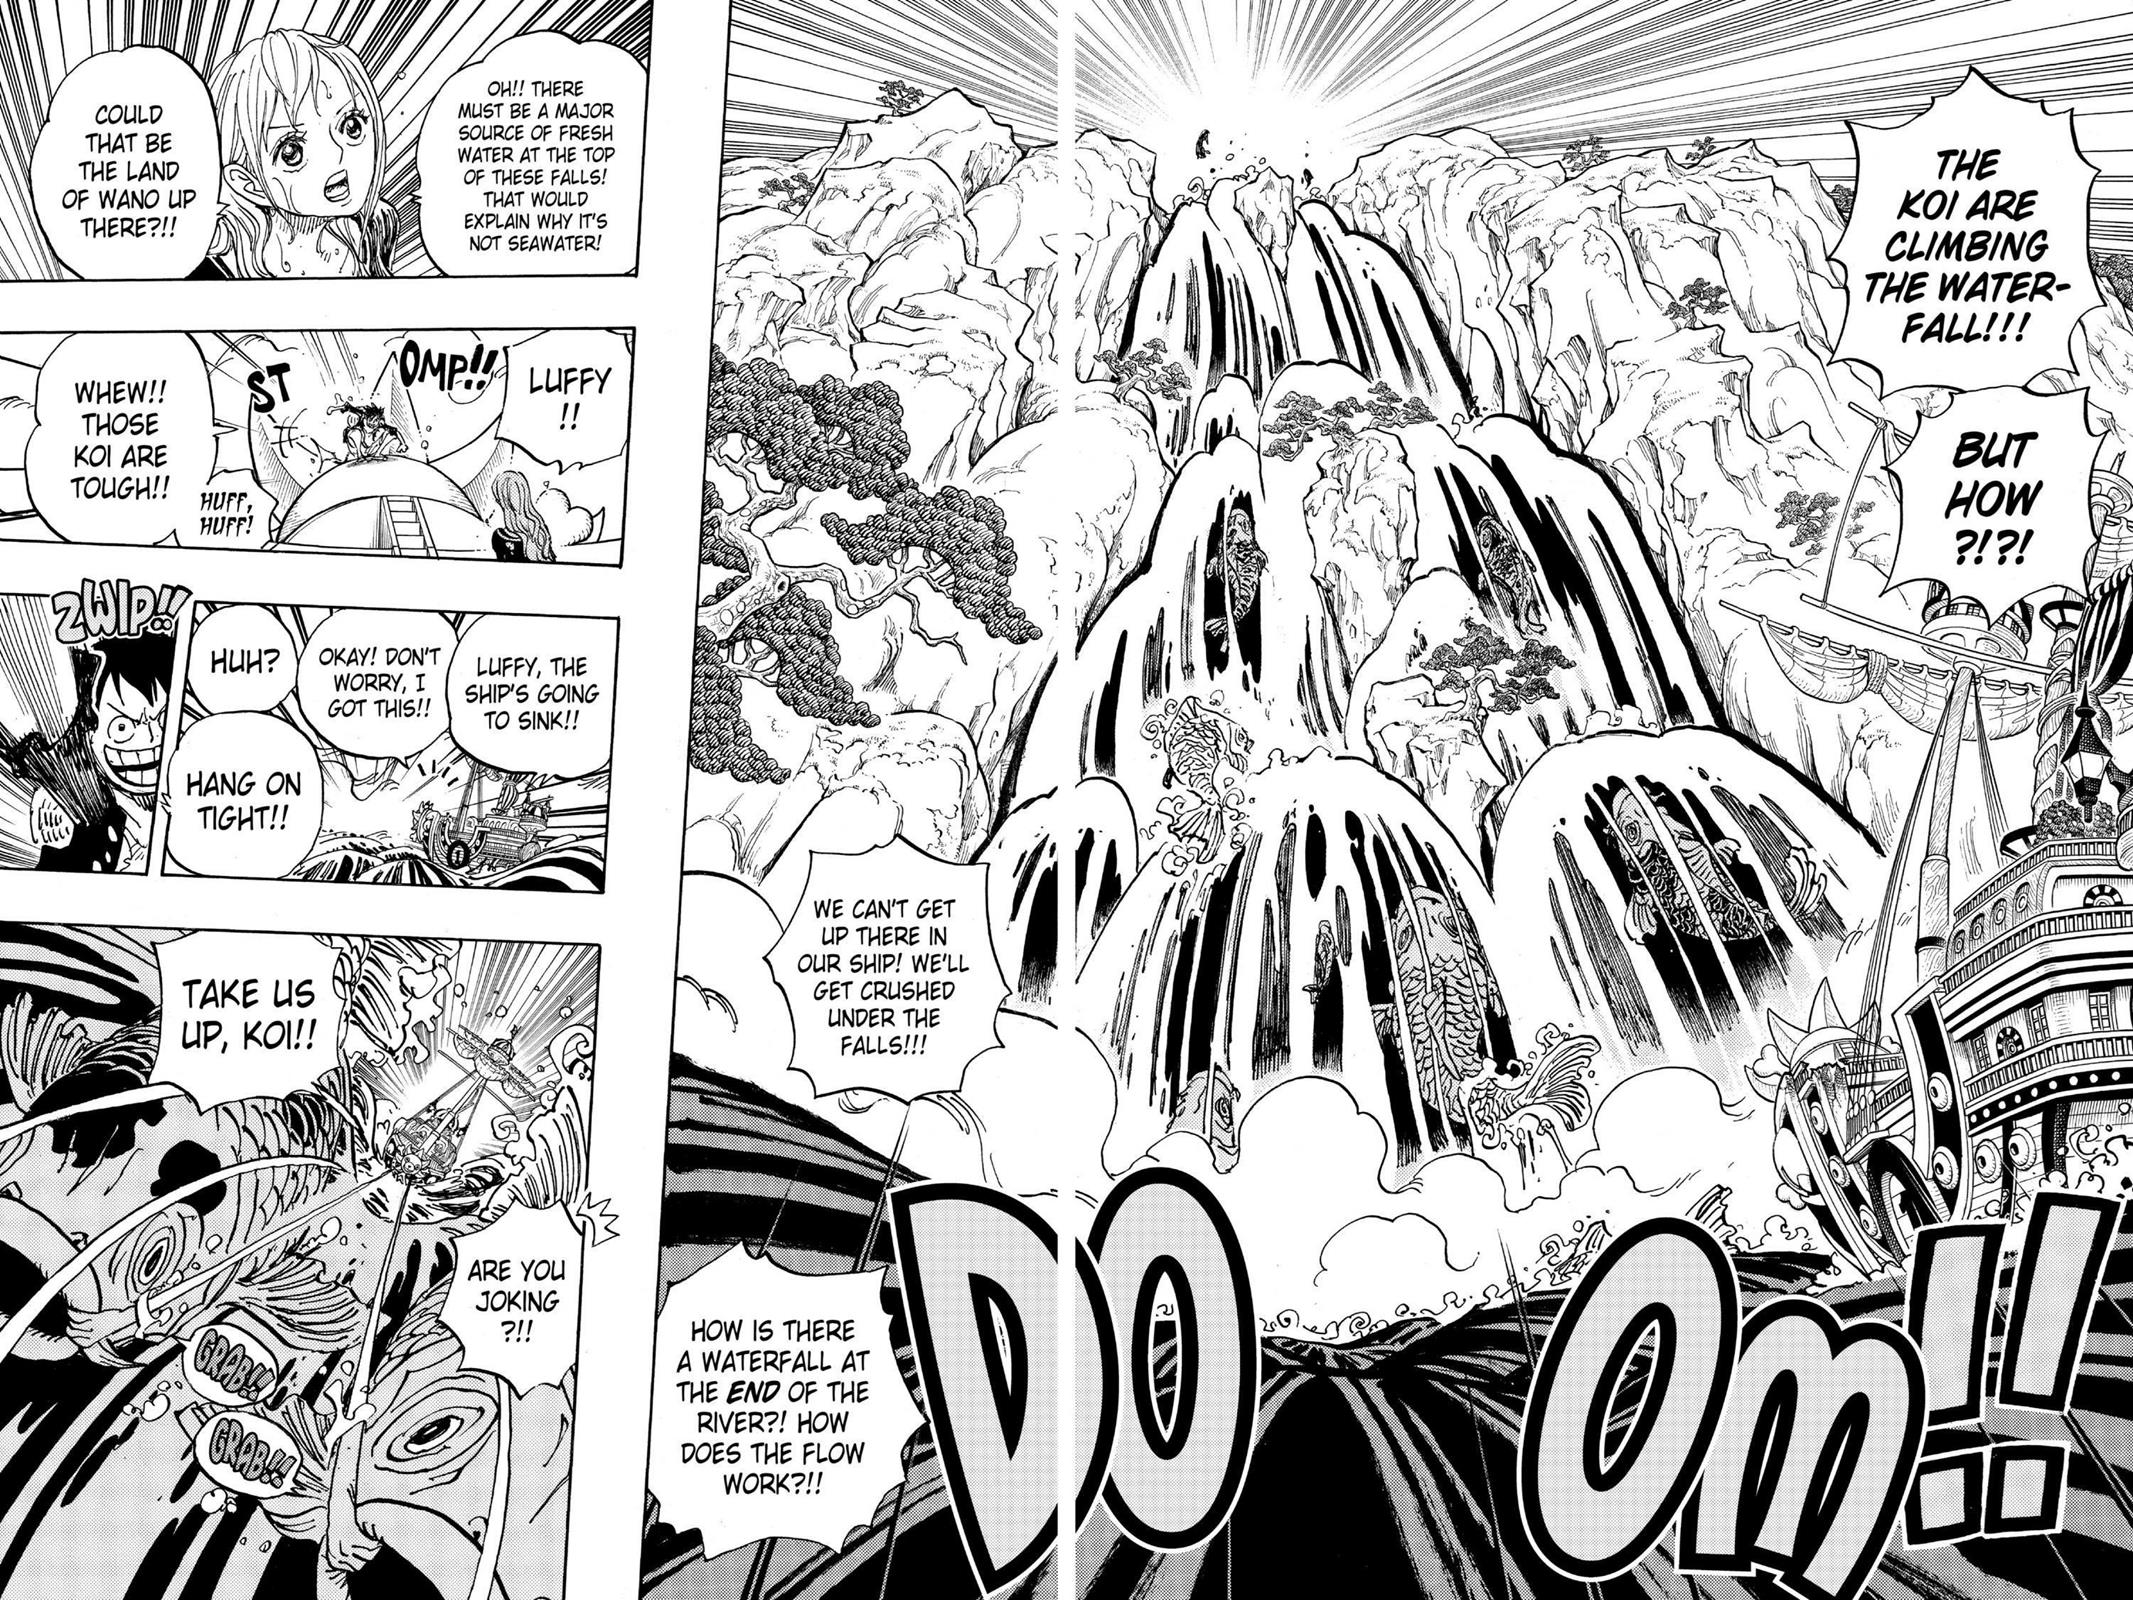 THE
KOI ARE
CLIMBING
THE WATER-
FALL!!!
BUT
HOW
?!?!
WE CAN'T GET
UP THERE IN
OUR SHIP! WE'LL
GET CRUSHED
UNDER THE
FALLS!!!
HOW IS THERE
A WATERFALL AT
THE END OF THE
RIVER?! HOW
DOES THE FLOW
WORK?!!
DO OM!!
OH!! THERE
MUST BE A MAJOR
SOURCE OF FRESH
WATER AT THE TOP
OF THESE FALLS!
THAT WOULD
EXPLAIN WHY IT'S
NOT SEAWATER!
COULD
THAT BE
THE LAND
OF WANO UP
THERE?!!
LUFFY
!!
ST OMP!!
HUFF,
HUFF!
WHEW!!
THOSE
KOI ARE
TOUGH!!
LUFFY, THE
SHIP'S GOING
TO SINK!!
OKAY! DON'T
WORRY, I
GOT THIS!!
HUH?
HANG ON
TIGHT!!
ZWIP!!
TAKE US
UP, KOI!!
ARE YOU
JOKING
?!!
GRAB!!
GRAB!!